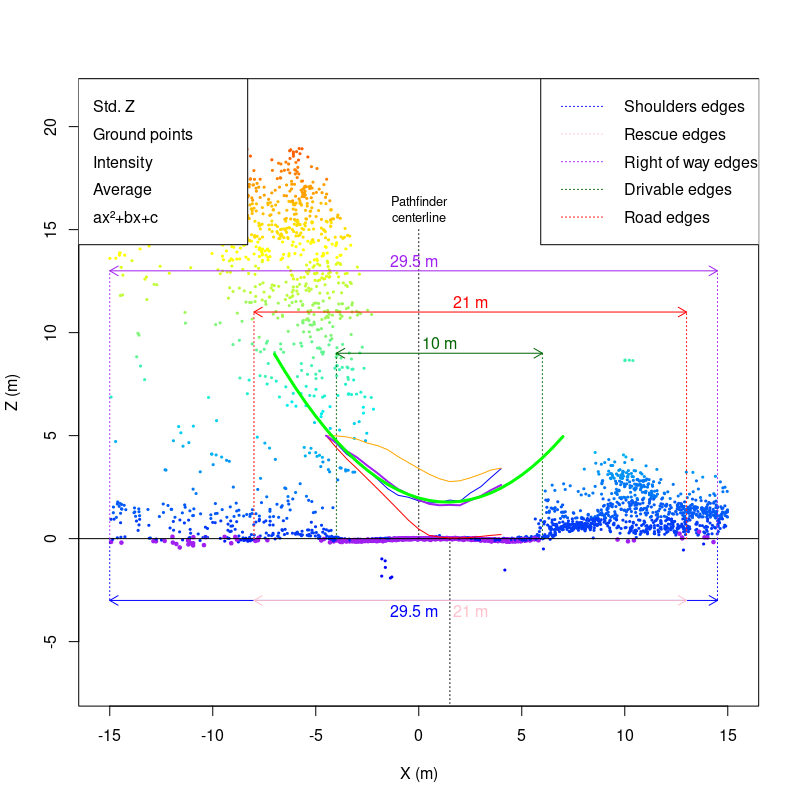 Std. Z
Ground points
Intensity
Average
ax²+bx+c
Shoulders edges
Rescue edges
Right of way edges
Drivable edges
Road edges
Pathfinder
centerline
29.5 m
21 m
10 m
29.5 m
21 m
20
15
10
5
0
-5
Z (m)
-15
-10
-5
0
5
10
15
X (m)